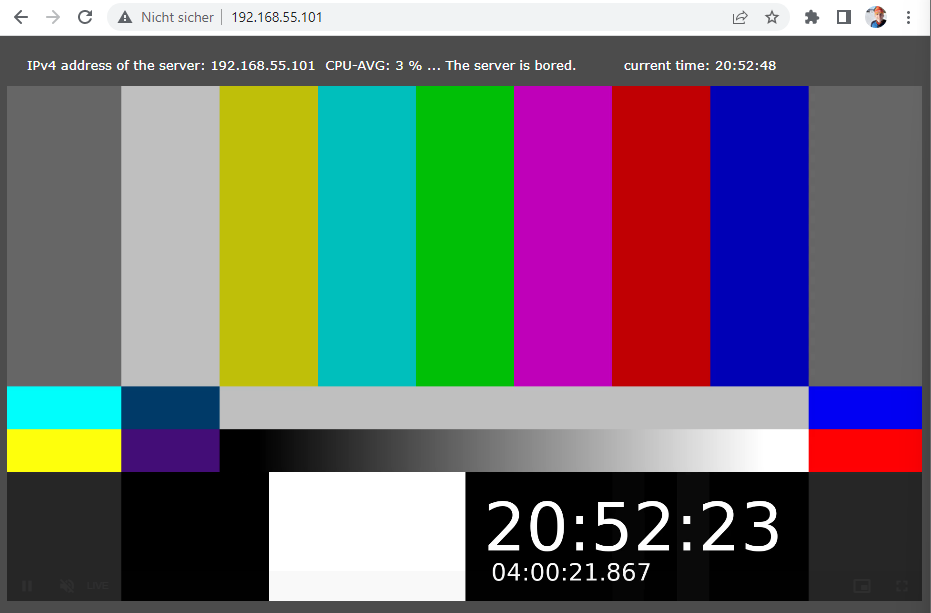 Nicht sicher 192.168.55.101
IPv4 address of the server: 192.168.55.101 CPU-AVG: 3 % ... The server is bored. current time: 20:52:48
20:52:23
04:00:21.867
LIVE